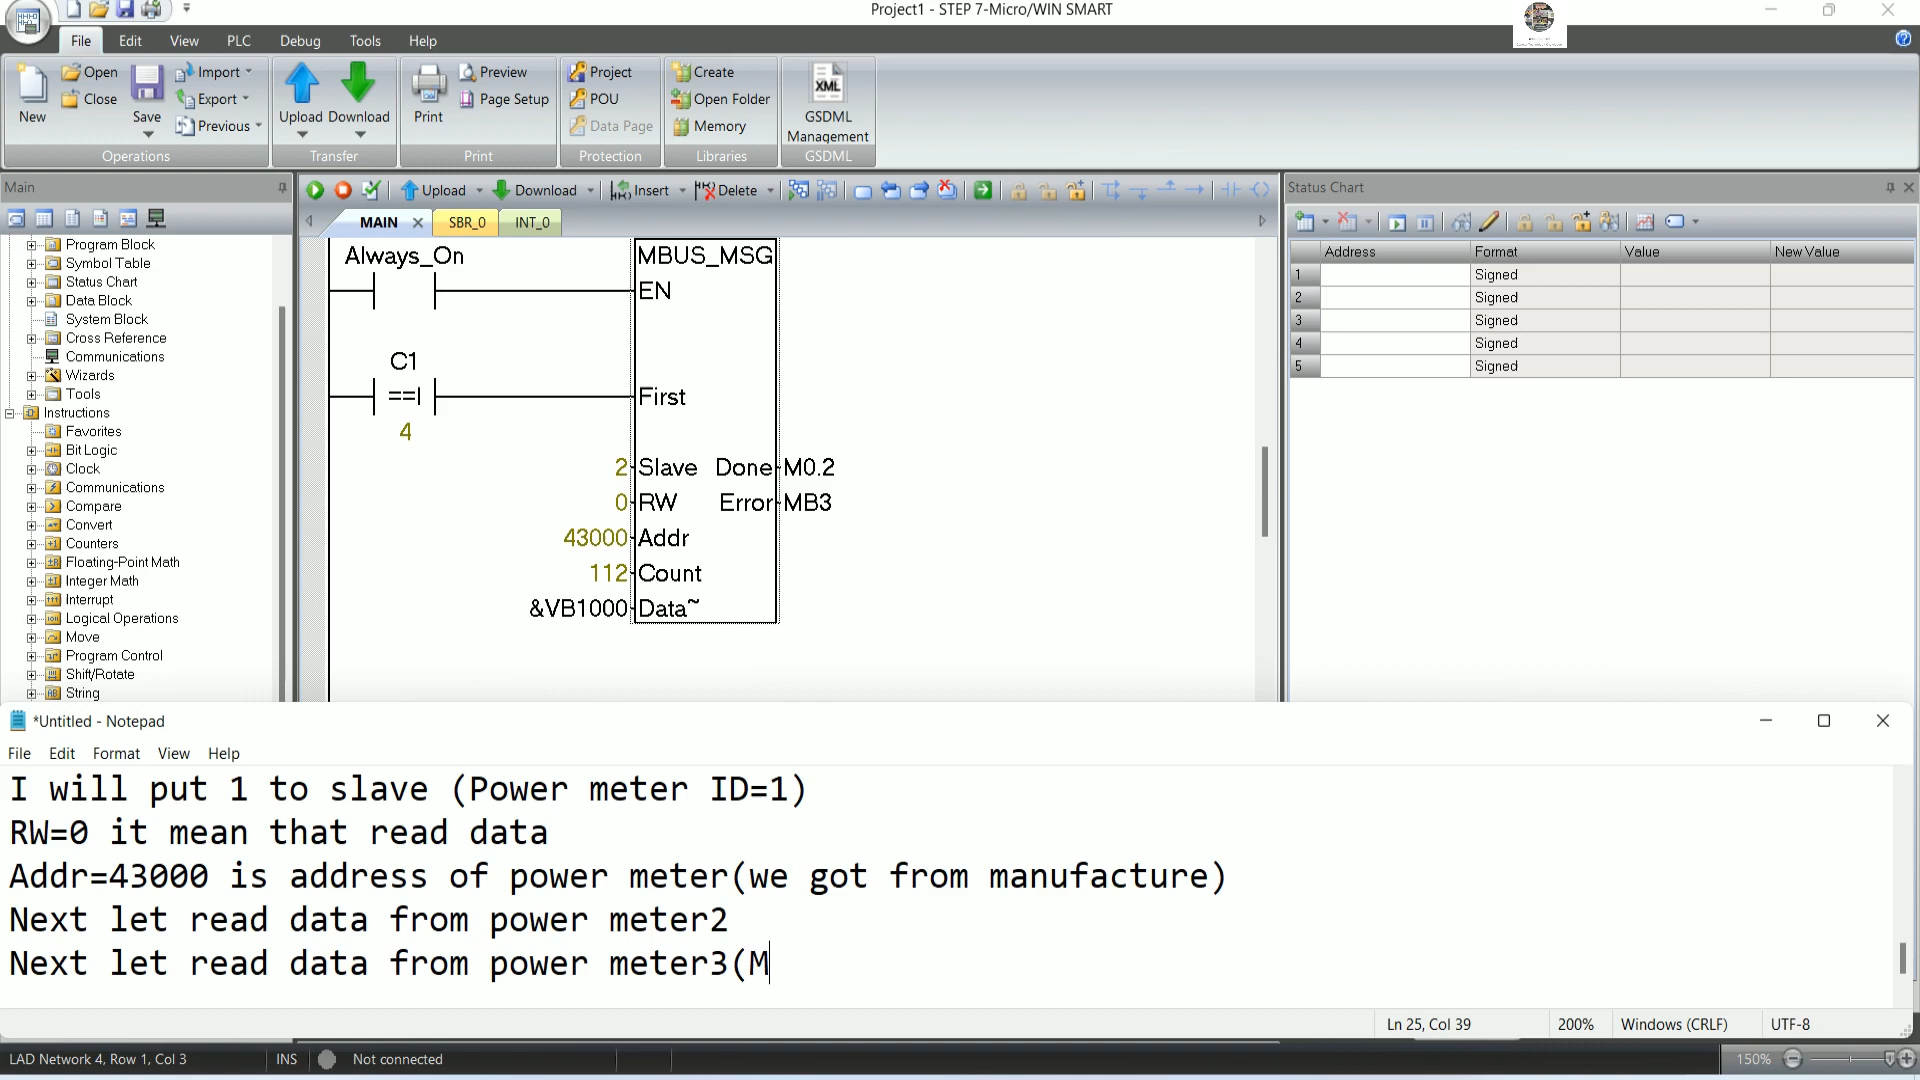 Project1 - STEP 7-Micro/WIN SMART
File Edit View PLC Debug Tools Help
New Open Close Save Import Export Previous
Upload Download
Print Preview Page Setup
Project POU Data Page
Create Open Folder Memory
XML GSDML Management
Operations Transfer Print Protection Libraries GSDML
Main
Upload Download Insert Delete
MAIN SBR_0 INT_0
Program Block
Symbol Table
Status Chart
Data Block
System Block
Cross Reference
Communications
Wizards
Tools
Instructions
Favorites
Bit Logic
Clock
Communications
Compare
Convert
Counters
Floating-Point Math
Integer Math
Interrupt
Logical Operations
Move
Program Control
Shift/Rotate
String
Always_On MBUS_MSG
EN
C1
==I First
4
2 Slave Done M0.2
0 RW Error MB3
43000 Addr
112 Count
&VB1000 Data~
Status Chart
Address Format Value New Value
1 Signed
2 Signed
3 Signed
4 Signed
5 Signed
*Untitled - Notepad
File Edit Format View Help
I will put 1 to slave (Power meter ID=1)
RW=0 it mean that read data
Addr=43000 is address of power meter(we got from manufacture)
Next let read data from power meter2
Next let read data from power meter3(M
Ln 25, Col 39 200% Windows (CRLF) UTF-8
LAD Network 4, Row 1, Col 3 INS Not connected 150%